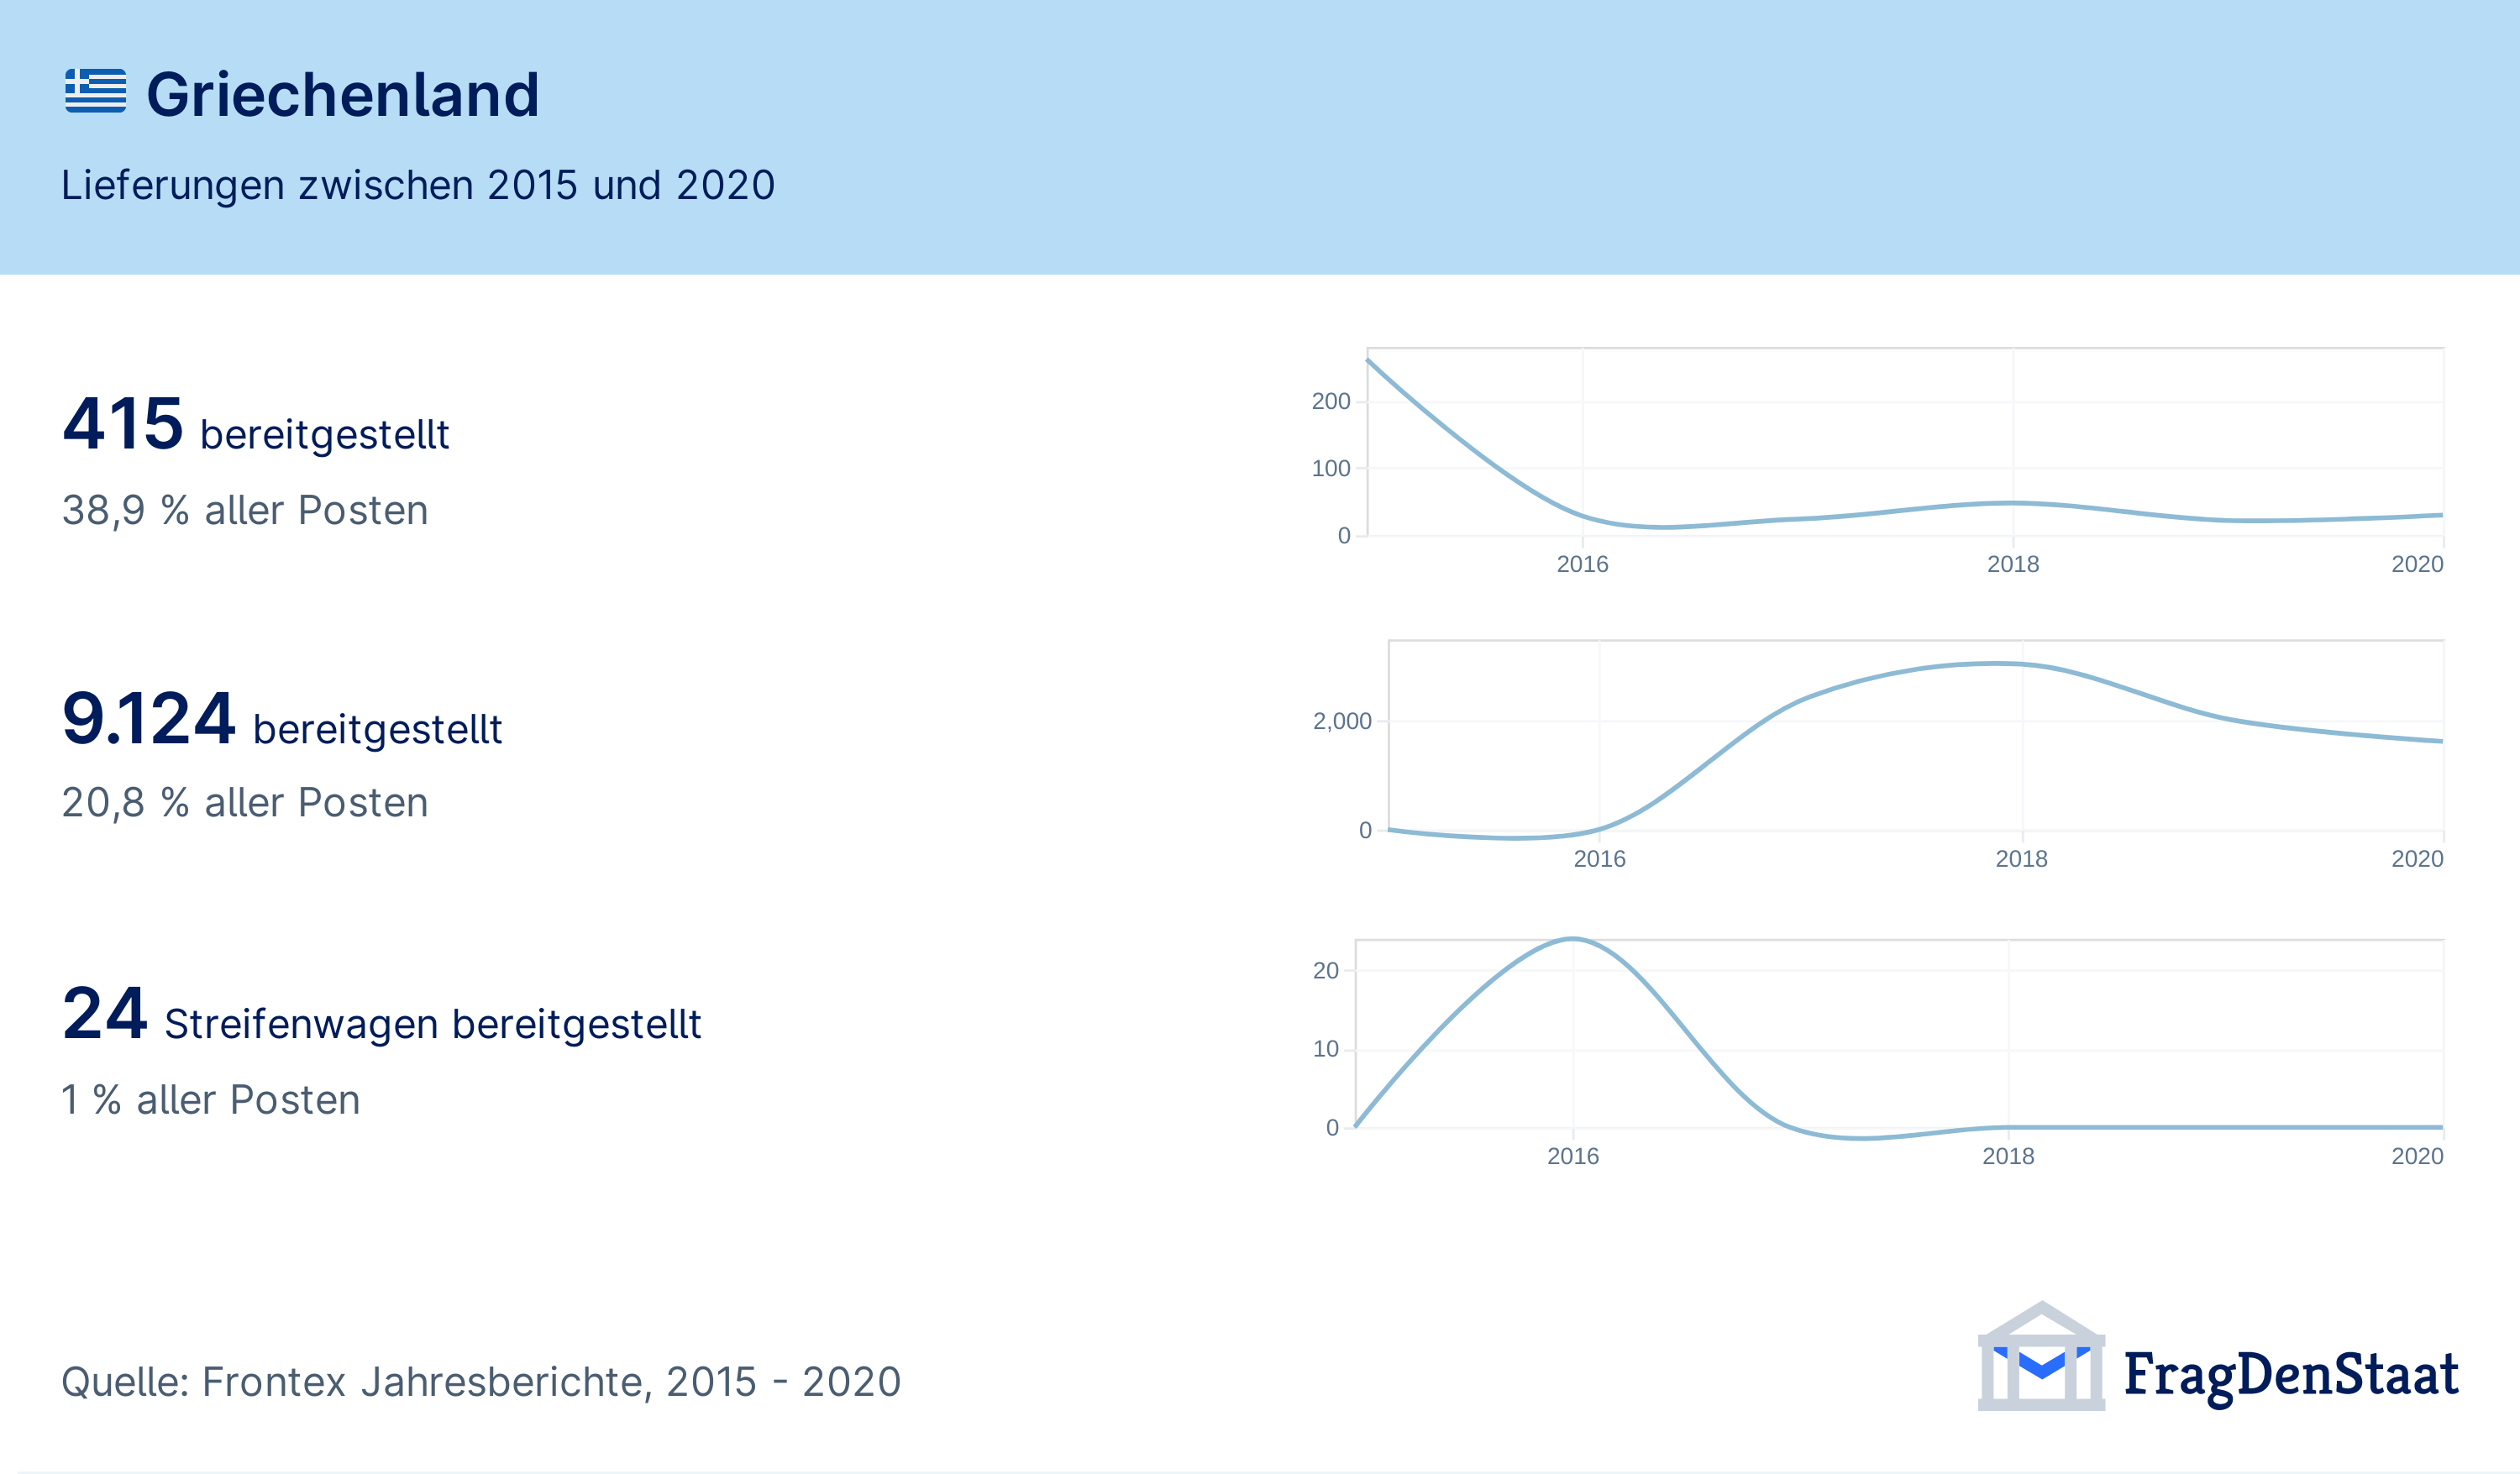 Griechenland
Lieferungen zwischen 2015 und 2020
415 bereitgestellt
38,9 % aller Posten
200
100
0
2016 2018 2020
9.124 bereitgestellt
20,8 % aller Posten
2,000
0
2016 2018 2020
24 Streifenwagen bereitgestellt
1 % aller Posten
20
10
0
2016 2018 2020
Quelle: Frontex Jahresberichte, 2015 - 2020
FragDenStaat